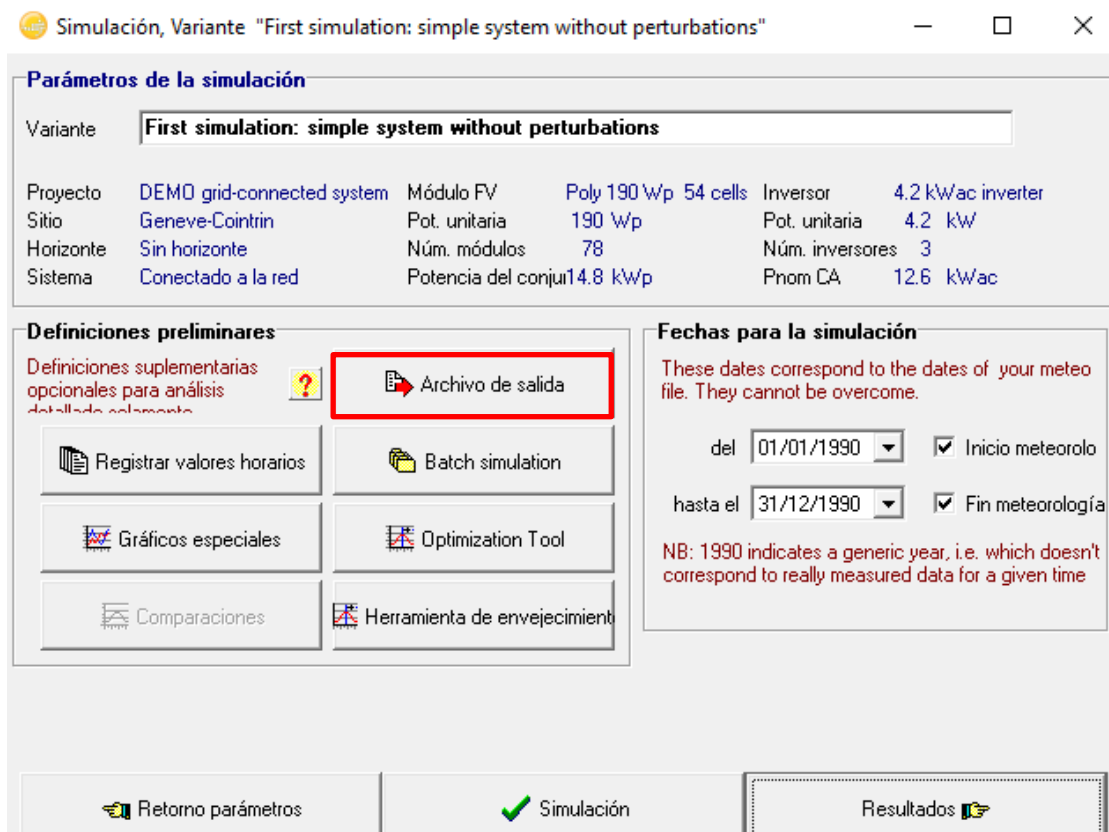 Simulación, Variante "First simulation: simple system without perturbations"
Parámetros de la simulación
Variante First simulation: simple system without perturbations
Proyecto DEMO grid-connected system Módulo FV Poly 190 Wp 54 cells Inversor 4.2 kWac inverter
Sitio Geneve-Cointrin Pot. unitaria 190 Wp Pot. unitaria 4.2 kW
Horizonte Sin horizonte Núm. módulos 78 Núm. inversores 3
Sistema Conectado a la red Potencia del conjui 14.8 kWp Pnom CA 12.6 kWac
Definiciones preliminares
Definiciones suplementarias
opcionales para análisis
detallado solamente
?
Archivo de salida
Registrar valores horarios
Batch simulation
Gráficos especiales
Optimization Tool
Comparaciones
Herramienta de envejecimient
Fechas para la simulación
These dates correspond to the dates of your meteo
file. They cannot be overcome.
del 01/01/1990 Inicio meteorolo
hasta el 31/12/1990 Fin meteorología
NB: 1990 indicates a generic year, i.e. which doesn't
correspond to really measured data for a given time
Retorno parámetros
Simulación
Resultados